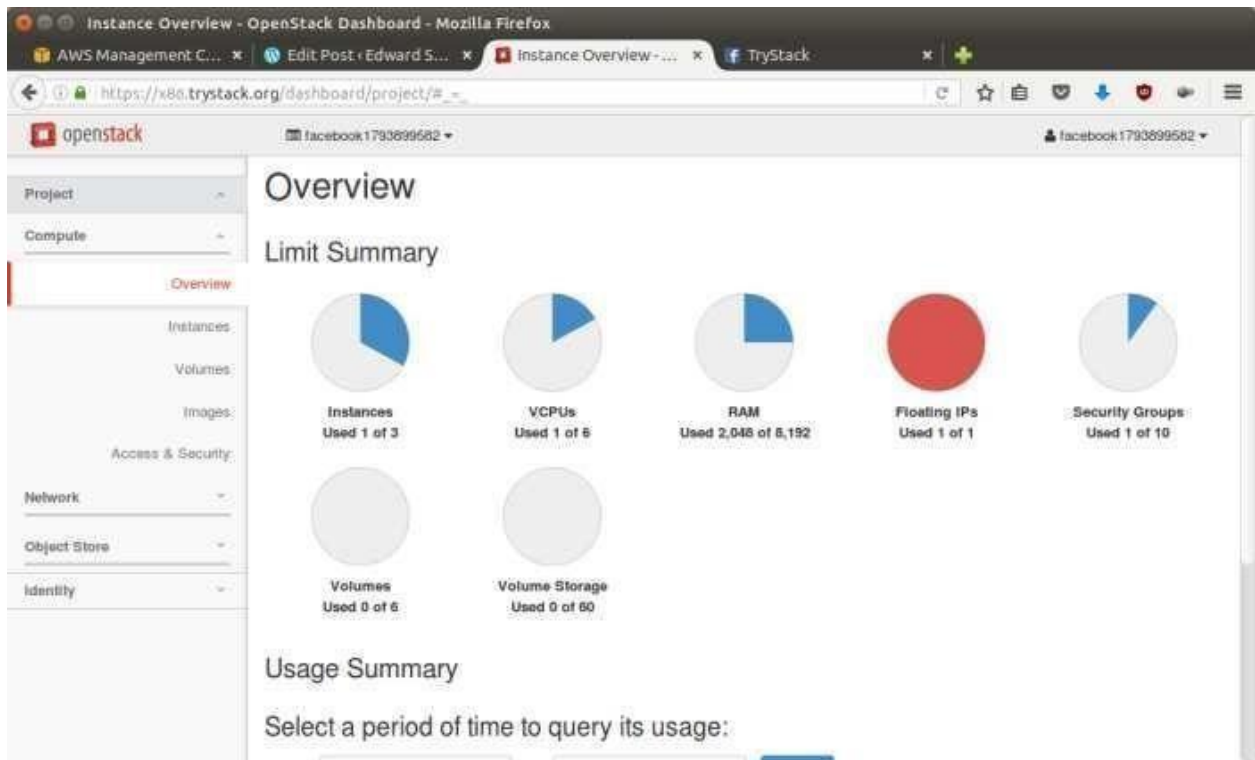 Instance Overview - OpenStack Dashboard - Mozilla Firefox
AWS Management C... Edit Post ‹ Edward S... Instance Overview - ... TryStack
https://x86.trystack.org/dashboard/project/#_=_
openstack facebook1793899582 facebook1793899582
Project
Compute
Overview
Instances
Volumes
Images
Access & Security
Network
Object Store
Identity
Overview
Limit Summary
Instances
Used 1 of 3
VCPUs
Used 1 of 6
RAM
Used 2,048 of 8,192
Floating IPs
Used 1 of 1
Security Groups
Used 1 of 10
Volumes
Used 0 of 6
Volume Storage
Used 0 of 60
Usage Summary
Select a period of time to query its usage: